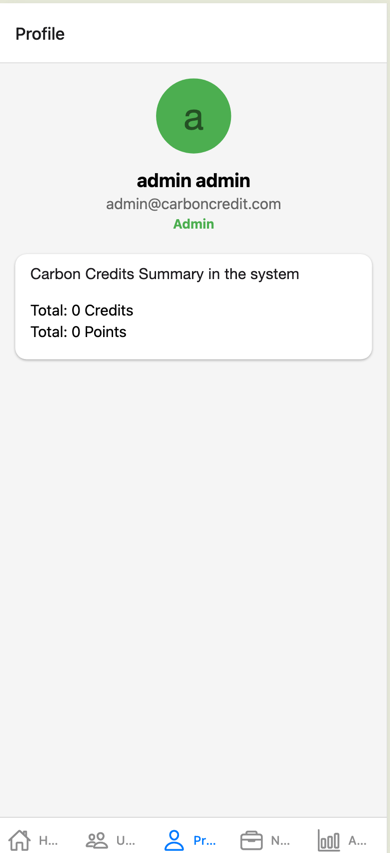 Profile
a
admin admin
admin@carboncredit.com
Admin
Carbon Credits Summary in the system
Total: 0 Credits
Total: 0 Points
H... U... Pr... N... A...